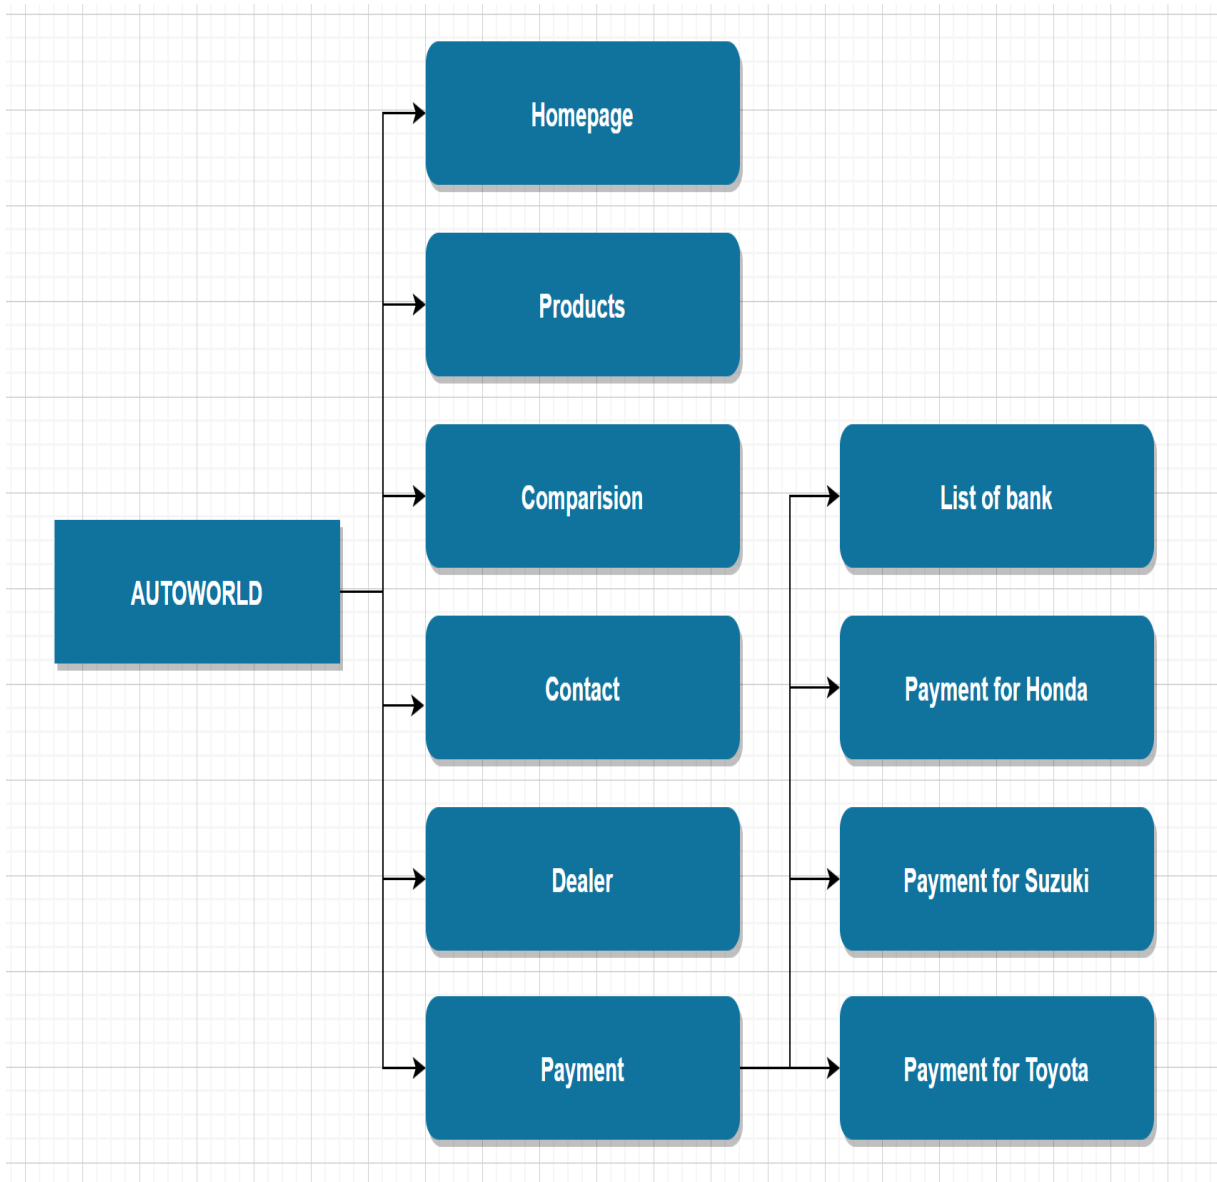 Homepage
Products
Comparision
List of bank
AUTOWORLD
Contact
Payment for Honda
Dealer
Payment for Suzuki
Payment
Payment for Toyota